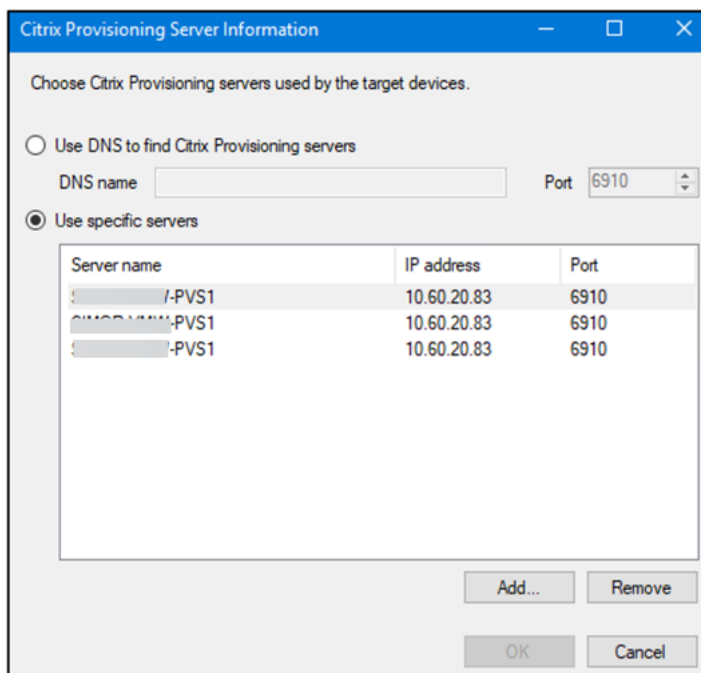 Citrix Provisioning Server Information
Choose Citrix Provisioning servers used by the target devices.
Use DNS to find Citrix Provisioning servers
DNS name Port 6910
Use specific servers
Server name IP address Port
-PVS1 10.60.20.83 6910
-PVS1 10.60.20.83 6910
-PVS1 10.60.20.83 6910
Add... Remove
OK Cancel